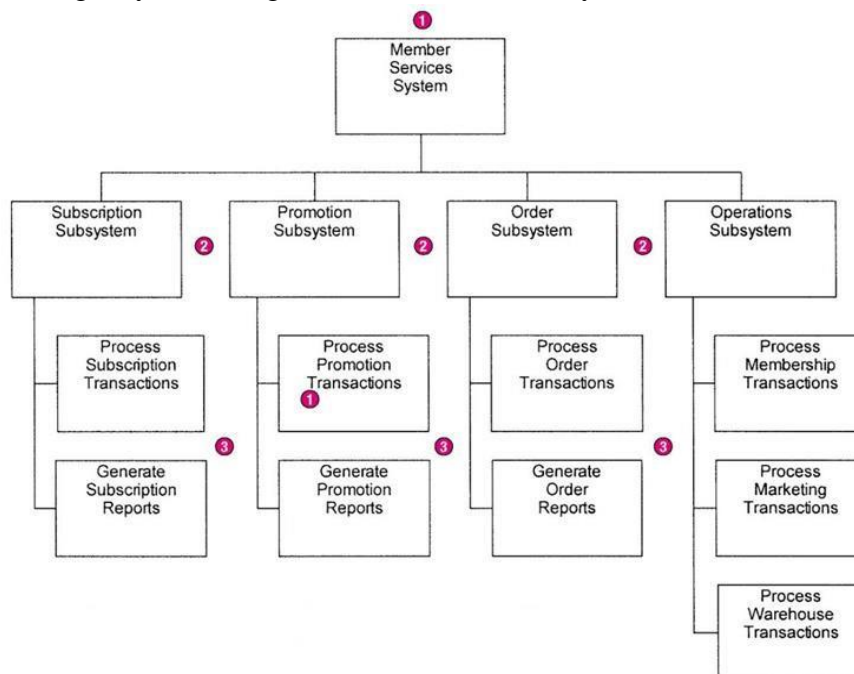 1
Member
Services
System
Subscription
Subsystem
2
Promotion
Subsystem
2
Order
Subsystem
2
Operations
Subsystem
Process
Subscription
Transactions
Process
Promotion
Transactions
1
Process
Order
Transactions
Process
Membership
Transactions
3
3
3
Generate
Subscription
Reports
Generate
Promotion
Reports
Generate
Order
Reports
Process
Marketing
Transactions
Process
Warehouse
Transactions